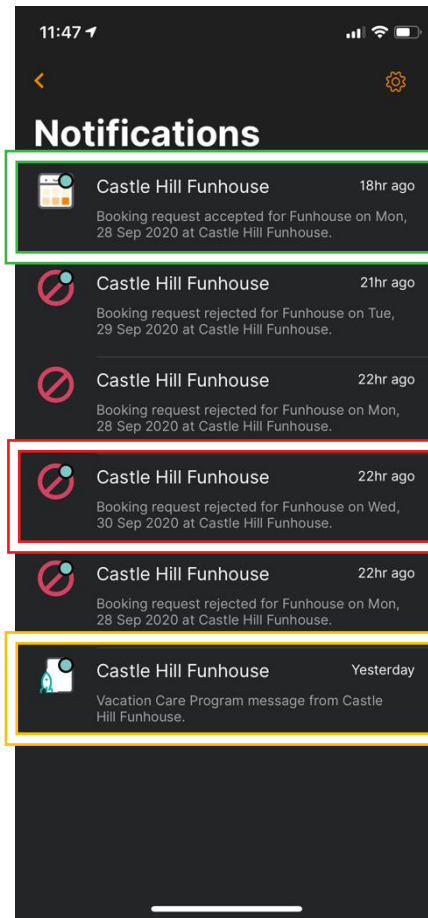 11:47
Notifications
Castle Hill Funhouse 18hr ago
Booking request accepted for Funhouse on Mon,
28 Sep 2020 at Castle Hill Funhouse.
Castle Hill Funhouse 21hr ago
Booking request rejected for Funhouse on Tue,
29 Sep 2020 at Castle Hill Funhouse.
Castle Hill Funhouse 22hr ago
Booking request rejected for Funhouse on Mon,
28 Sep 2020 at Castle Hill Funhouse.
Castle Hill Funhouse 22hr ago
Booking request rejected for Funhouse on Wed,
30 Sep 2020 at Castle Hill Funhouse.
Castle Hill Funhouse 22hr ago
Booking request rejected for Funhouse on Mon,
28 Sep 2020 at Castle Hill Funhouse.
Castle Hill Funhouse Yesterday
Vacation Care Program message from Castle
Hill Funhouse.